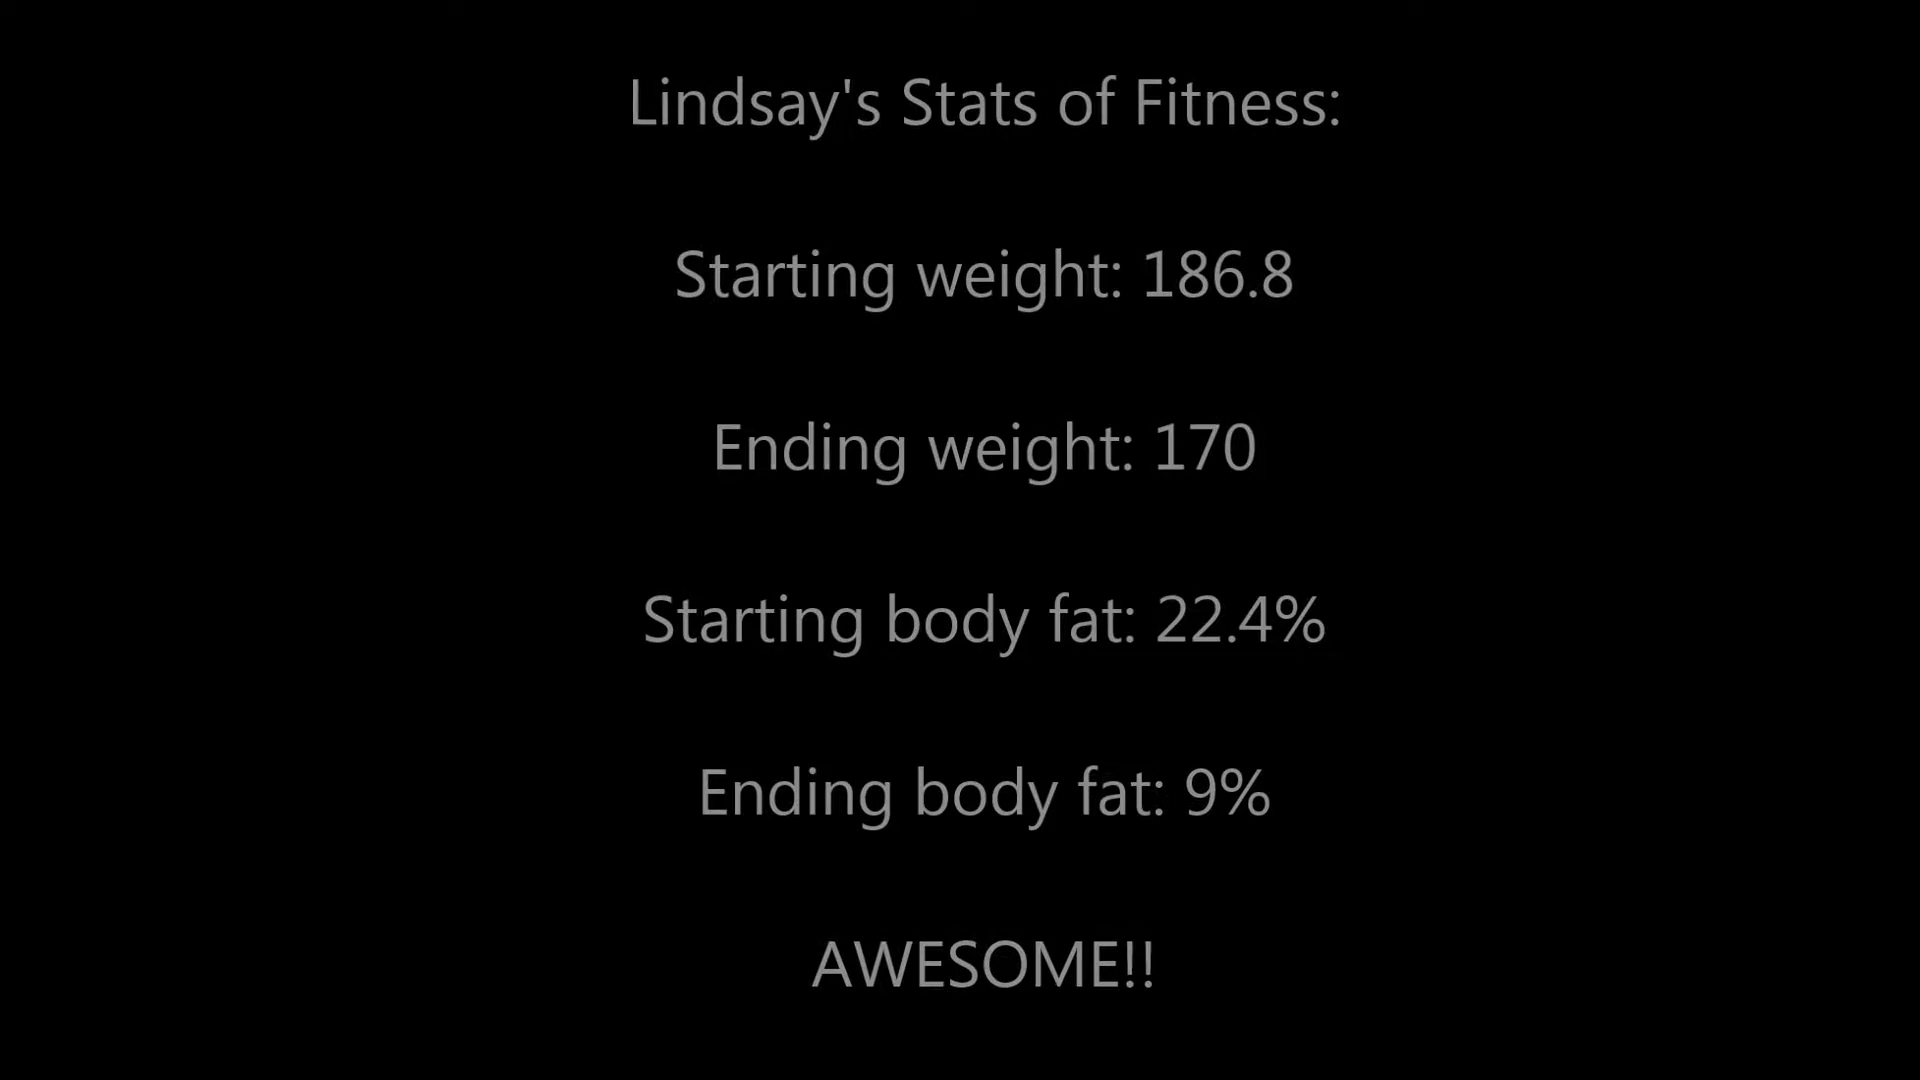 Lindsay's Stats of Fitness:
Starting weight: 186.8
Ending weight: 170
Starting body fat: 22.4%
Ending body fat: 9%
AWESOME!!